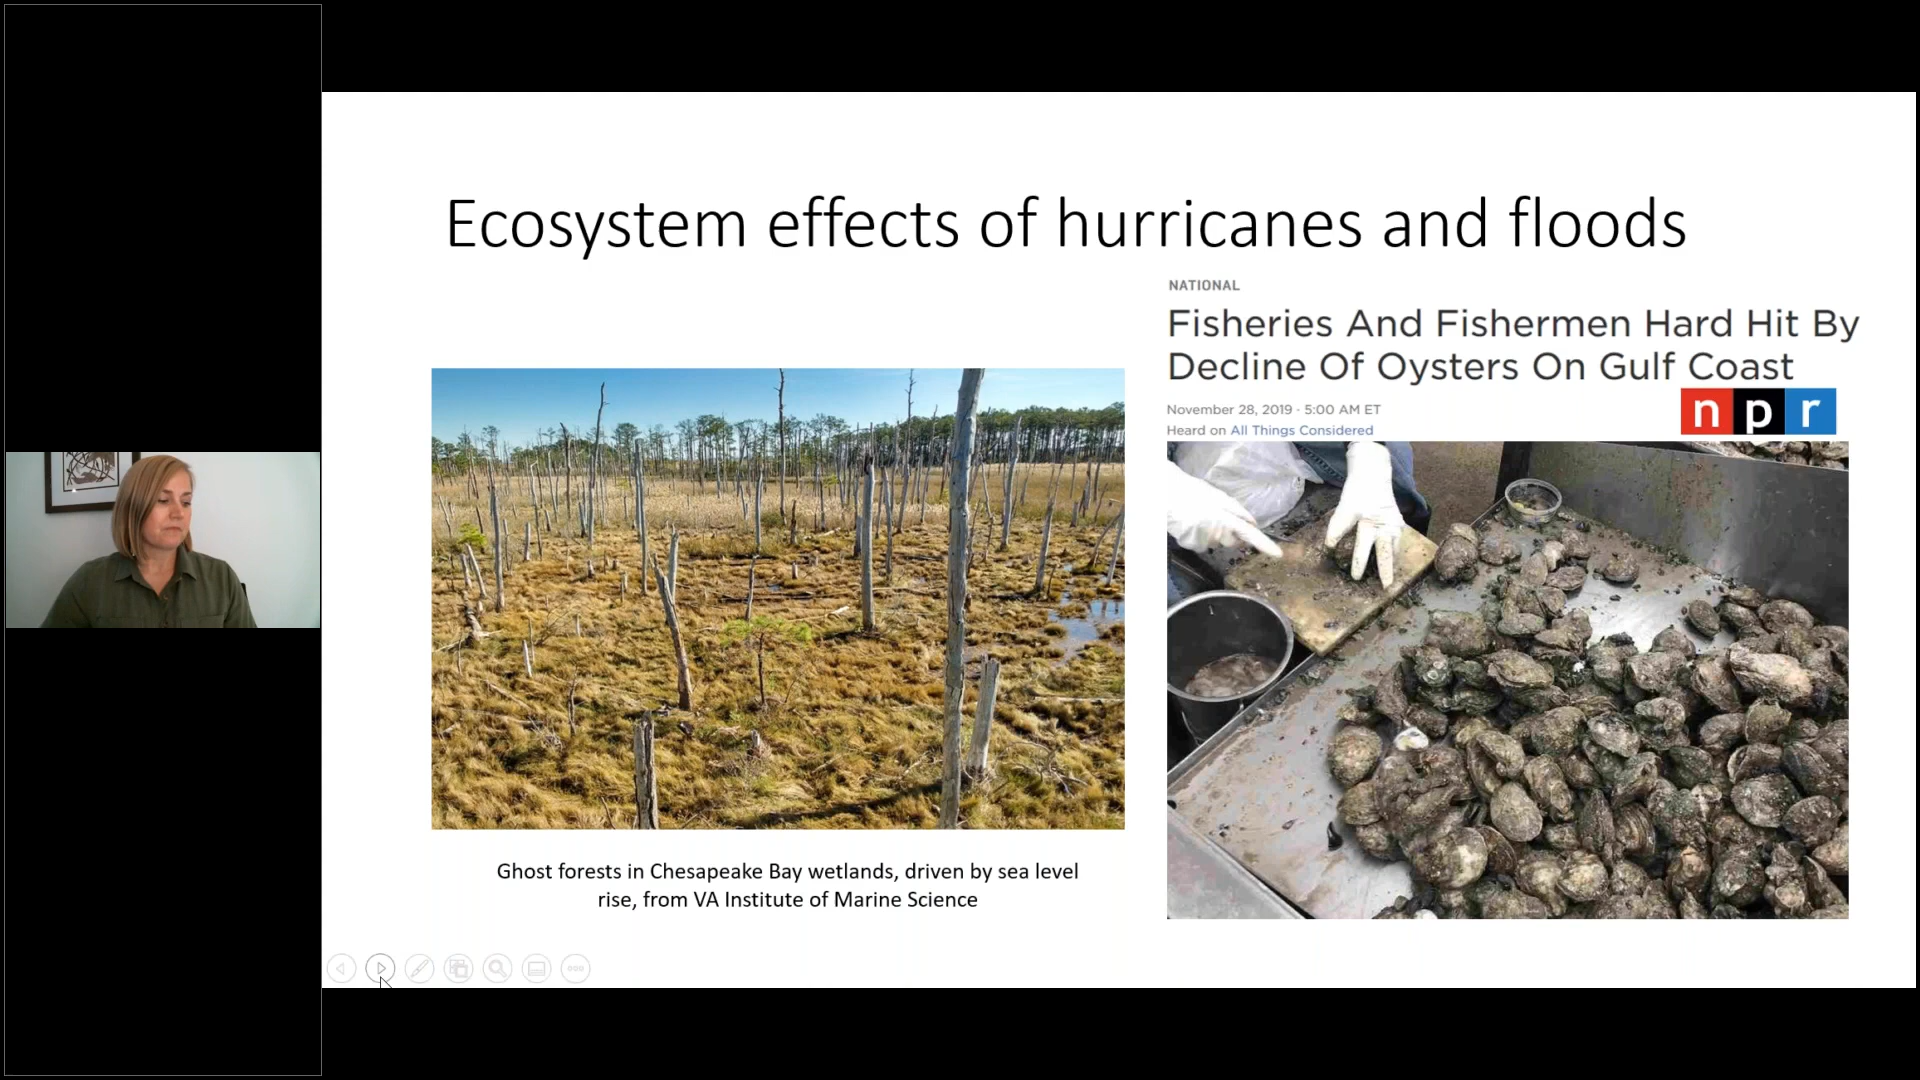 Ecosystem effects of hurricanes and floods
NATIONAL
Fisheries And Fishermen Hard Hit By
Decline Of Oysters On Gulf Coast
November 28, 2019 · 5:00 AM ET
Heard on All Things Considered
n p r
Ghost forests in Chesapeake Bay wetlands, driven by sea level
rise, from VA Institute of Marine Science